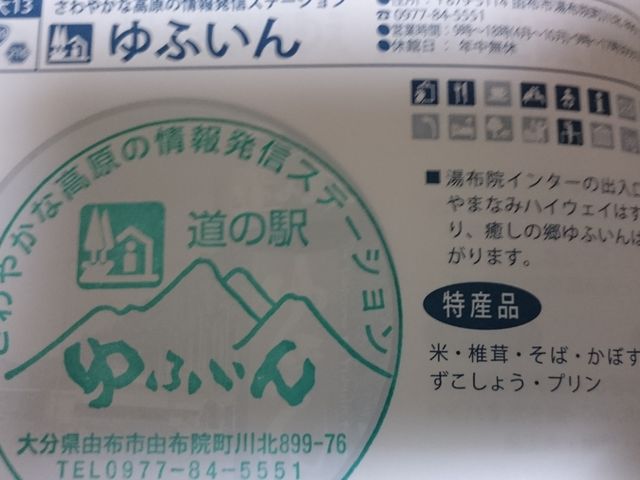 さわやかな高原の情報発信ステーション
ゆふいん
0977-84-5551
●休館日： 年中無休
さわやかな高原の情報発信ステーション
道の駅
ゆふいん
大分県由布市由布院町川北899-76
TEL0977-84-5551
■湯布院インターの出入口
やまなみハイウェイはす
り、癒しの郷ゆふいんは
がります。
特産品
米・椎茸・そば・かぼす
ずこしょう・プリン